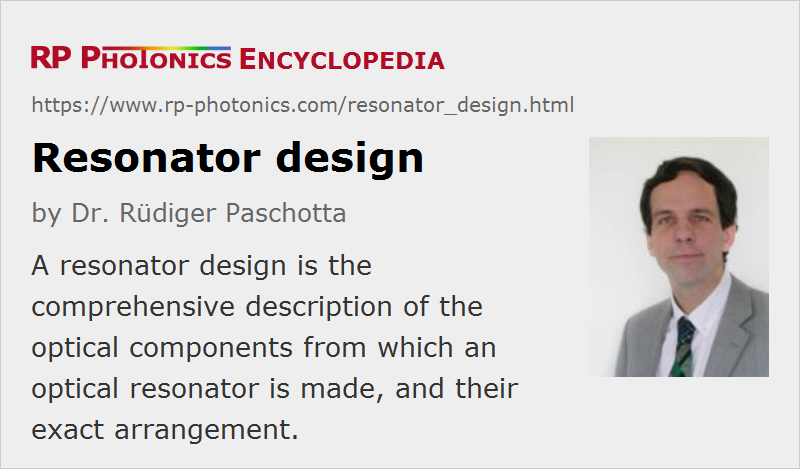 RP PHOTONICS ENCYCLOPEDIA
https://www.rp-photonics.com/resonator_design.html
Resonator design
by Dr. Rüdiger Paschotta
A resonator design is the
comprehensive description of the
optical components from which an
optical resonator is made, and their
exact arrangement.